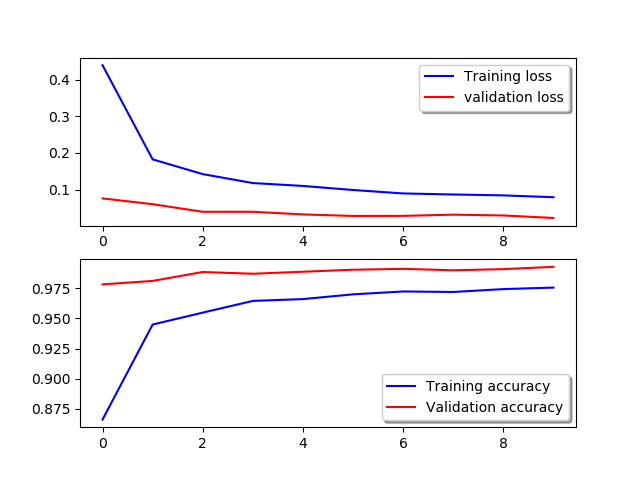 0.4
0.3
0.2
0.1
Training loss
validation loss
0 2 4 6 8
0.975
0.950
0.925
0.900
0.875
Training accuracy
Validation accuracy
0 2 4 6 8